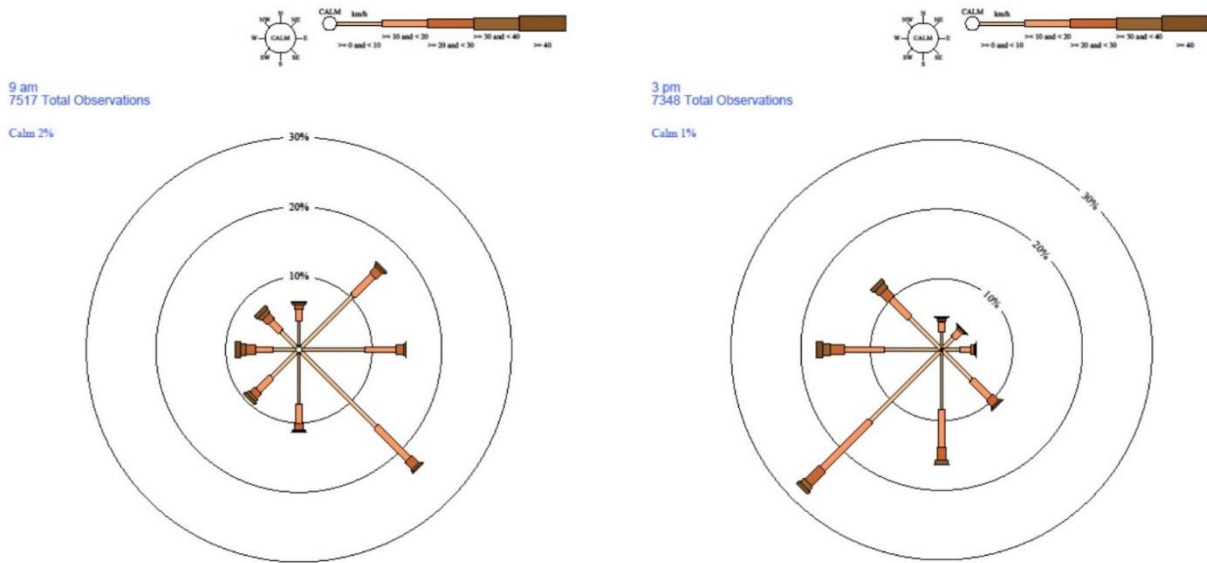 CALM km/h
N
NW NE
W CALM E
SW SE
S
>= 10 and < 20 >= 30 and < 40
>= 0 and < 10 >= 20 and < 30 >= 40
9 am
7517 Total Observations
Calm 2%
30%
20%
10%
CALM km/h
N
NW NE
W CALM E
SW SE
S
>= 10 and < 20 >= 30 and < 40
>= 0 and < 10 >= 20 and < 30 >= 40
3 pm
7348 Total Observations
Calm 1%
30%
20%
10%